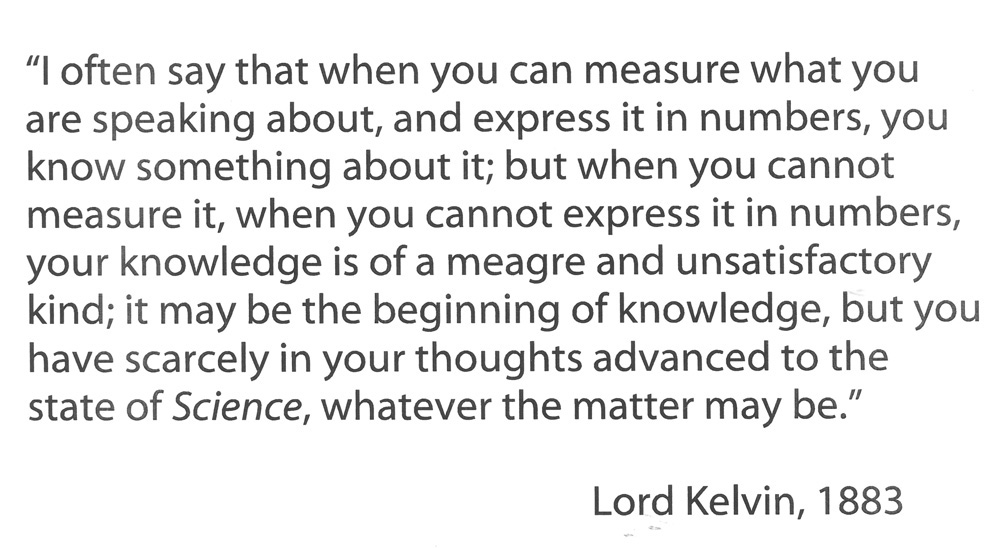 “I often say that when you can measure what you
are speaking about, and express it in numbers, you
know something about it; but when you cannot
measure it, when you cannot express it in numbers,
your knowledge is of a meagre and unsatisfactory
kind; it may be the beginning of knowledge, but you
have scarcely in your thoughts advanced to the
state of Science, whatever the matter may be.”
Lord Kelvin, 1883